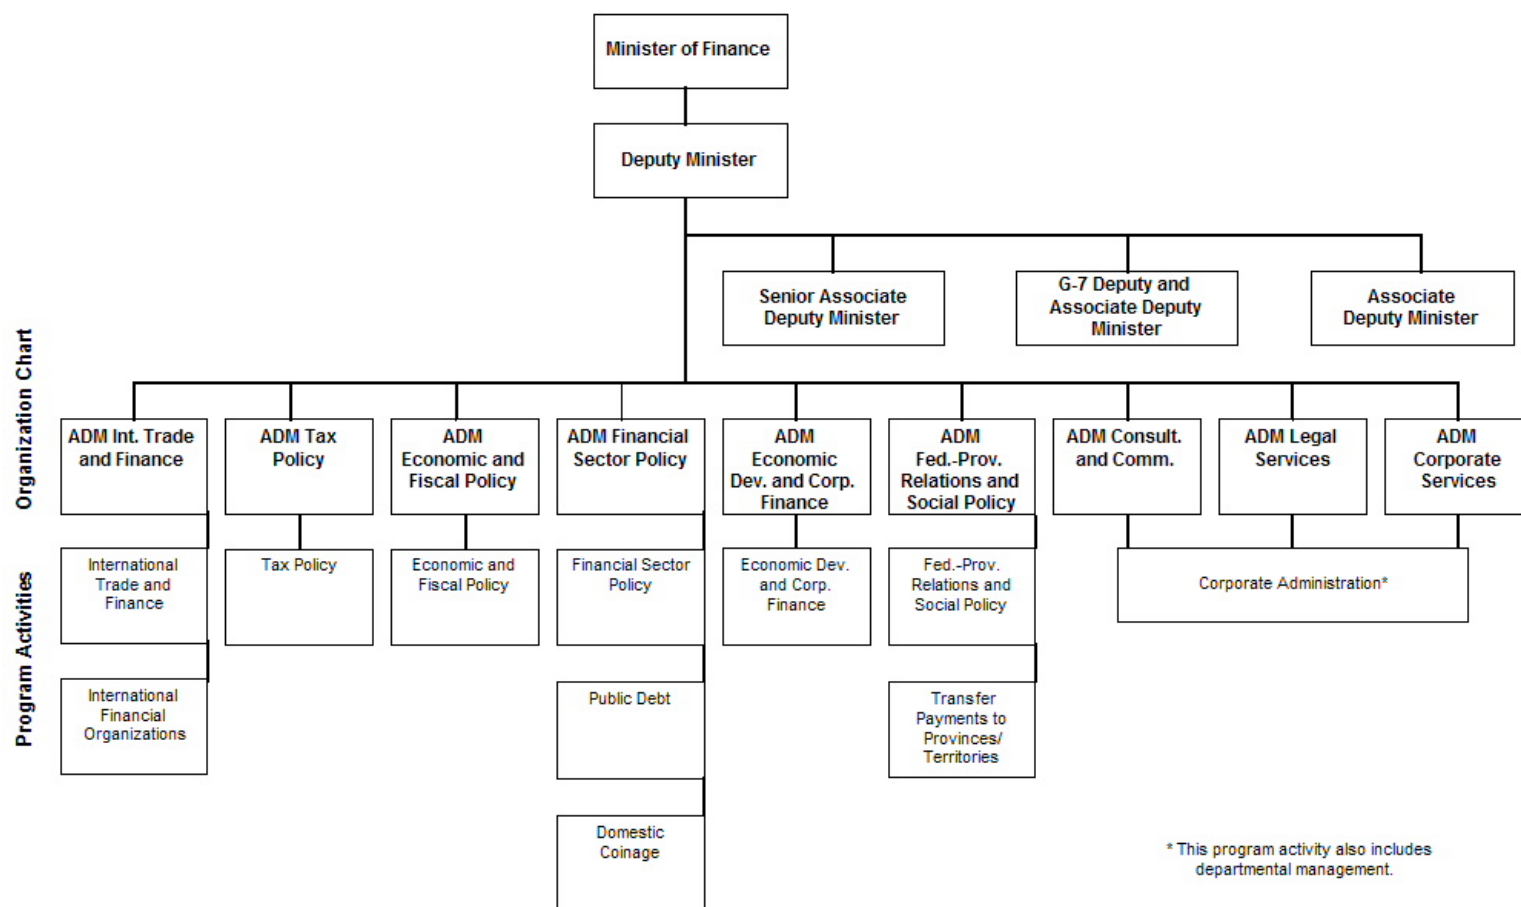 Minister of Finance
Deputy Minister
Senior Associate
Deputy Minister
G-7 Deputy and
Associate Deputy
Minister
Associate
Deputy Minister
Organization Chart
ADM Int. Trade
and Finance
ADM Tax
Policy
ADM
Economic and
Fiscal Policy
ADM Financial
Sector Policy
ADM
Economic
Dev. and Corp.
Finance
ADM
Fed.-Prov.
Relations and
Social Policy
ADM Consult.
and Comm.
ADM Legal
Services
ADM
Corporate
Services
Program Activities
International
Trade and
Finance
Tax Policy
Economic and
Fiscal Policy
Financial Sector
Policy
Economic Dev.
and Corp.
Finance
Fed.-Prov.
Relations and
Social Policy
Corporate Administration*
International
Financial
Organizations
Public Debt
Transfer
Payments to
Provinces/
Territories
Domestic
Coinage
* This program activity also includes
departmental management.